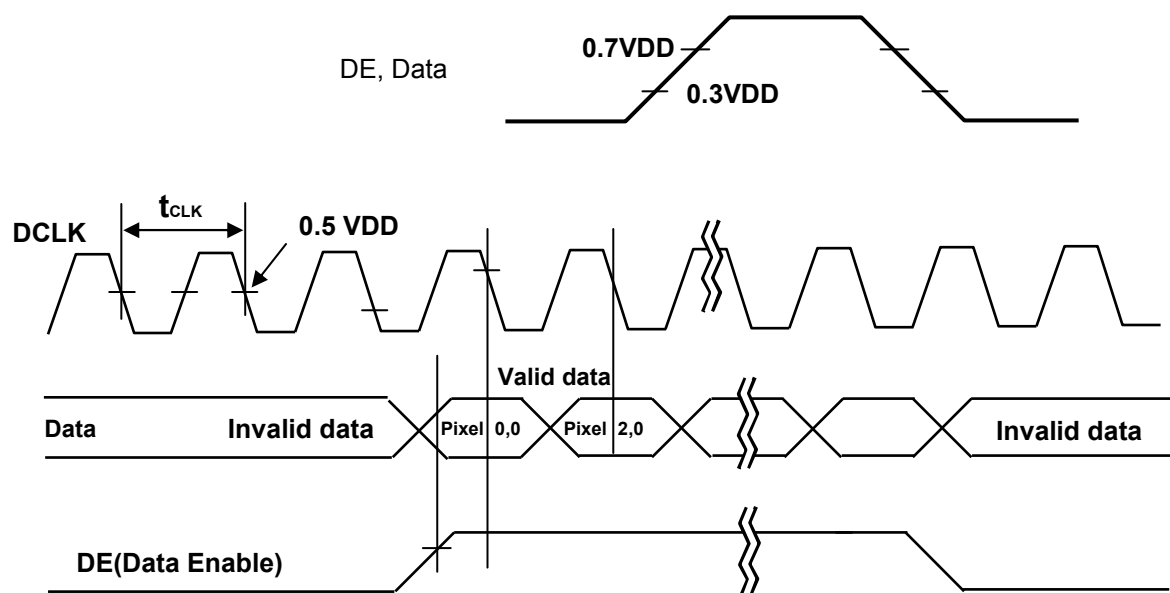 0.7VDD
DE, Data
0.3VDD
tCLK
0.5 VDD
DCLK
Valid data
Data
Invalid data
Pixel 0,0
Pixel 2,0
Invalid data
DE(Data Enable)